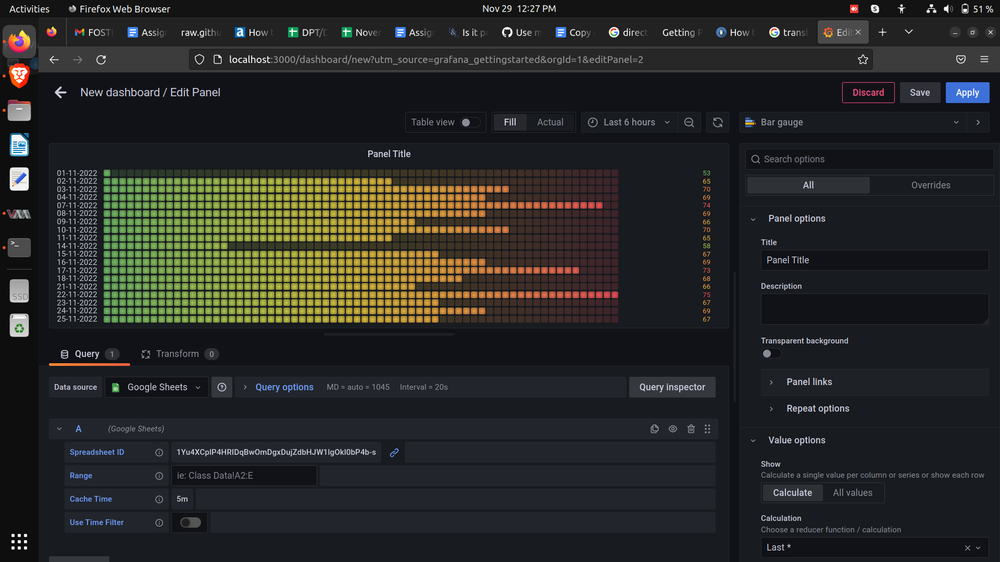 Activities
Firefox Web Browser
Nov 29 12:27 PM
51 %
FOSTE
Assign
raw.githu
How t
DPT/D
Nover
Assign
Is it po
Use m
Copy
direct
Getting P
How t
transl
Edit
localhost:3000/dashboard/new?utm_source=grafana_gettingstarted&orgId=1&editPanel=2
New dashboard / Edit Panel
Discard
Save
Apply
Table view
Fill
Actual
Last 6 hours
Bar gauge
Panel Title
01-11-2022 53
02-11-2022 65
03-11-2022 70
04-11-2022 69
07-11-2022 74
08-11-2022 69
09-11-2022 66
10-11-2022 70
11-11-2022 65
14-11-2022 58
15-11-2022 67
16-11-2022 69
17-11-2022 73
18-11-2022 68
21-11-2022 66
22-11-2022 75
23-11-2022 67
24-11-2022 69
25-11-2022 67
SSD
Query 1
Transform 0
Data source
Google Sheets
Query options
MD = auto = 1045
Interval = 20s
Query inspector
A
(Google Sheets)
Spreadsheet ID
1Yu4XCpIP4HRIDqBwOmDgxDujZdbHJW1IgOkl0bP4b-s
Range
ie: Class Data!A2:E
Cache Time
5m
Use Time Filter
Search options
All
Overrides
Panel options
Title
Panel Title
Description
Transparent background
Panel links
Repeat options
Value options
Show
Calculate a single value per column or series or show each row
Calculate
All values
Calculation
Choose a reducer function / calculation
Last *